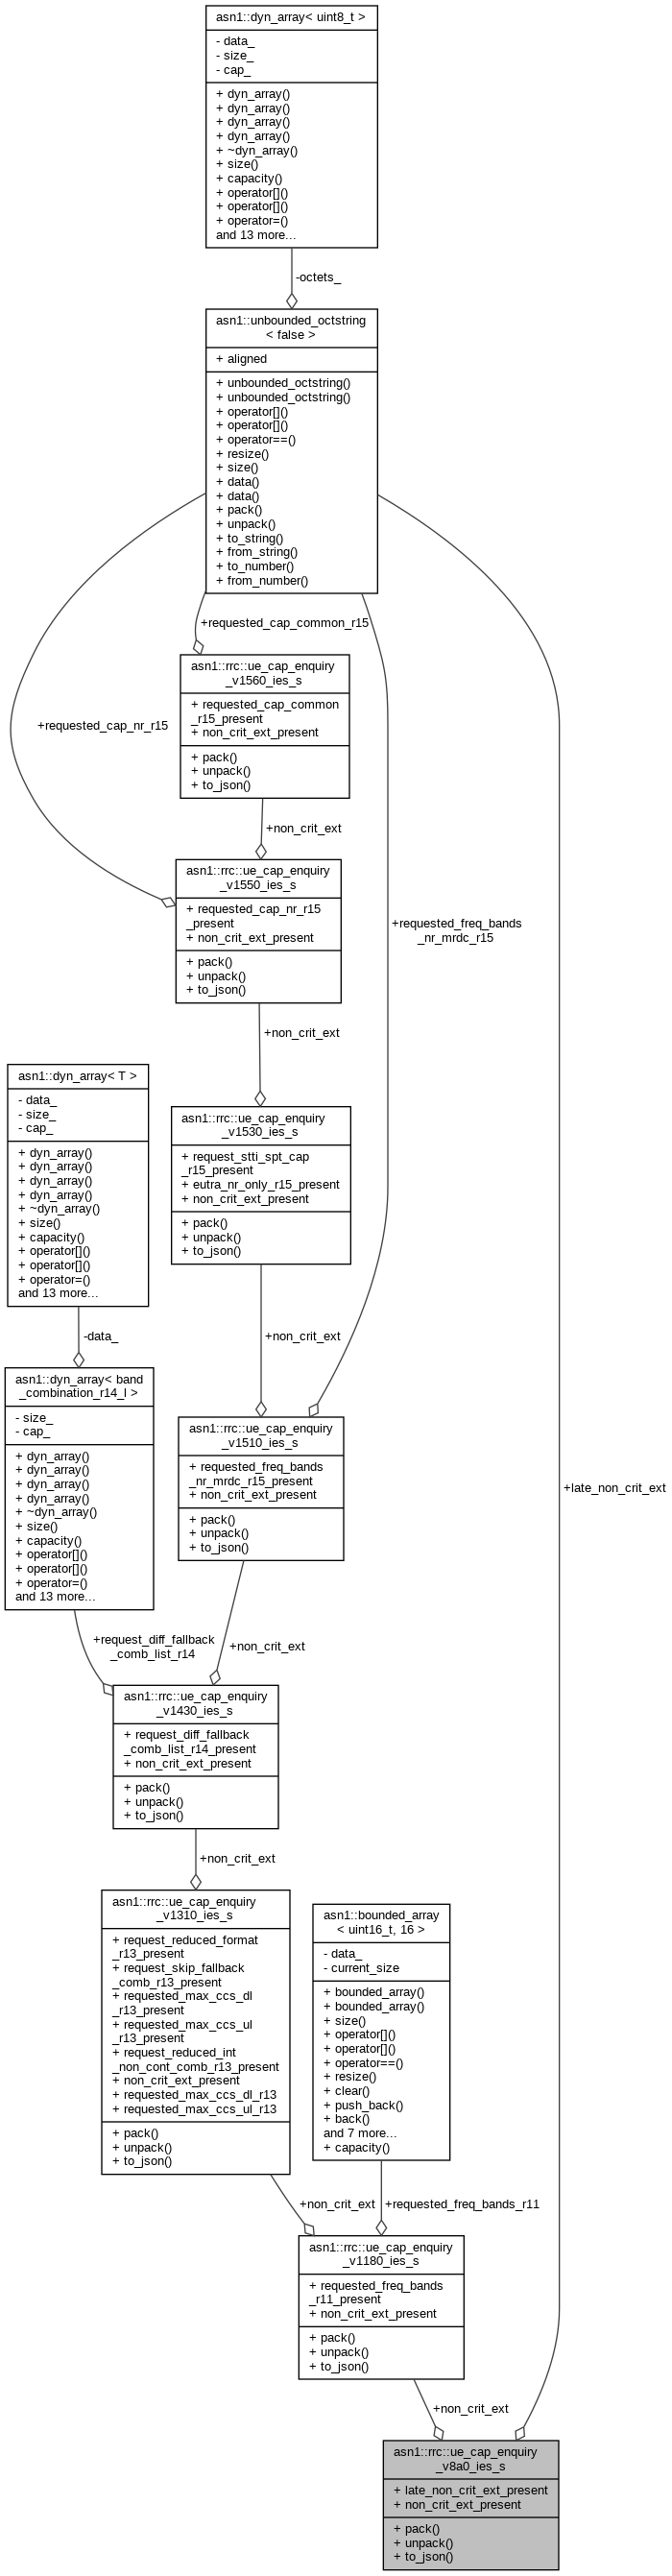 asn1::dyn_array< uint8_t >
- data_
- size_
- cap_
+ dyn_array()
+ dyn_array()
+ dyn_array()
+ dyn_array()
+ ~dyn_array()
+ size()
+ capacity()
+ operator[]()
+ operator[]()
+ operator=()
and 13 more...
-octets_
asn1::unbounded_octstring
< false >
+ aligned
+ unbounded_octstring()
+ unbounded_octstring()
+ operator[]()
+ operator[]()
+ operator==()
+ resize()
+ size()
+ data()
+ data()
+ pack()
+ unpack()
+ to_string()
+ from_string()
+ to_number()
+ from_number()
+requested_cap_common_r15
asn1::rrc::ue_cap_enquiry
_v1560_ies_s
+ requested_cap_common
_r15_present
+ non_crit_ext_present
+ pack()
+ unpack()
+ to_json()
+requested_cap_nr_r15
+non_crit_ext
asn1::rrc::ue_cap_enquiry
_v1550_ies_s
+ requested_cap_nr_r15
_present
+ non_crit_ext_present
+ pack()
+ unpack()
+ to_json()
+requested_freq_bands
_nr_mrdc_r15
+non_crit_ext
asn1::dyn_array< T >
- data_
- size_
- cap_
+ dyn_array()
+ dyn_array()
+ dyn_array()
+ dyn_array()
+ ~dyn_array()
+ size()
+ capacity()
+ operator[]()
+ operator[]()
+ operator=()
and 13 more...
asn1::rrc::ue_cap_enquiry
_v1530_ies_s
+ request_stti_spt_cap
_r15_present
+ eutra_nr_only_r15_present
+ non_crit_ext_present
+ pack()
+ unpack()
+ to_json()
-data_
+non_crit_ext
asn1::dyn_array< band
_combination_r14_l >
- size_
- cap_
+ dyn_array()
+ dyn_array()
+ dyn_array()
+ dyn_array()
+ ~dyn_array()
+ size()
+ capacity()
+ operator[]()
+ operator[]()
+ operator=()
and 13 more...
asn1::rrc::ue_cap_enquiry
_v1510_ies_s
+ requested_freq_bands
_nr_mrdc_r15_present
+ non_crit_ext_present
+ pack()
+ unpack()
+ to_json()
+late_non_crit_ext
+request_diff_fallback
_comb_list_r14
+non_crit_ext
asn1::rrc::ue_cap_enquiry
_v1430_ies_s
+ request_diff_fallback
_comb_list_r14_present
+ non_crit_ext_present
+ pack()
+ unpack()
+ to_json()
+non_crit_ext
asn1::rrc::ue_cap_enquiry
_v1310_ies_s
+ request_reduced_format
_r13_present
+ request_skip_fallback
_comb_r13_present
+ requested_max_ccs_dl
_r13_present
+ requested_max_ccs_ul
_r13_present
+ request_reduced_int
_non_cont_comb_r13_present
+ non_crit_ext_present
+ requested_max_ccs_dl_r13
+ requested_max_ccs_ul_r13
+ pack()
+ unpack()
+ to_json()
asn1::bounded_array
< uint16_t, 16 >
- data_
- current_size
+ bounded_array()
+ bounded_array()
+ size()
+ operator[]()
+ operator[]()
+ operator==()
+ resize()
+ clear()
+ push_back()
+ back()
and 7 more...
+ capacity()
+non_crit_ext
+requested_freq_bands_r11
asn1::rrc::ue_cap_enquiry
_v1180_ies_s
+ requested_freq_bands
_r11_present
+ non_crit_ext_present
+ pack()
+ unpack()
+ to_json()
+non_crit_ext
asn1::rrc::ue_cap_enquiry
_v8a0_ies_s
+ late_non_crit_ext_present
+ non_crit_ext_present
+ pack()
+ unpack()
+ to_json()